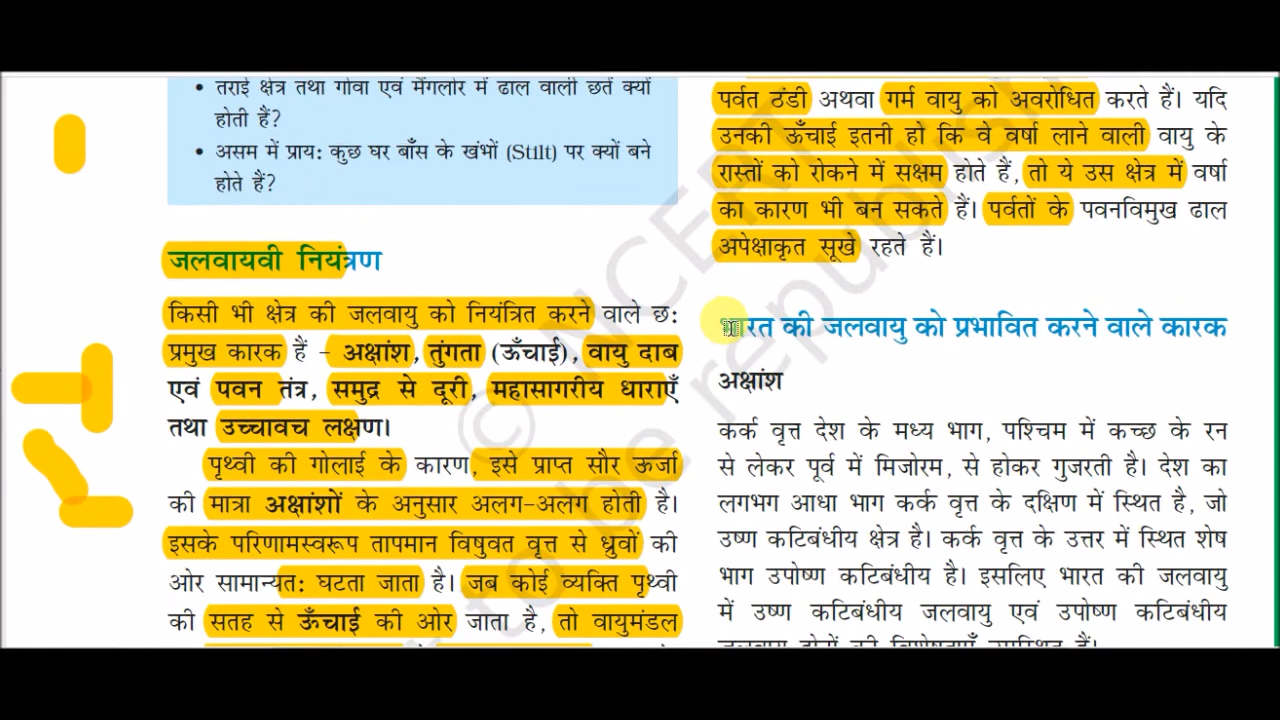 • तराई क्षेत्र तथा गोवा एवं मैंगलोर में ढाल वाली छतें क्यों
होती हैं?
• असम में प्राय: कुछ घर बाँस के खंभों (Stilt) पर क्यों बने
होते हैं?
जलवायवी नियंत्रण
किसी भी क्षेत्र की जलवायु को नियंत्रित करने वाले छ:
प्रमुख कारक हैं – अक्षांश, तुंगता (ऊँचाई), वायु दाब
एवं पवन तंत्र, समुद्र से दूरी, महासागरीय धाराएँ
तथा उच्चावच लक्षण।
पृथ्वी की गोलाई के कारण, इसे प्राप्त सौर ऊर्जा
की मात्रा अक्षांशों के अनुसार अलग-अलग होती है।
इसके परिणामस्वरूप तापमान विषुवत वृत्त से ध्रुवों की
ओर सामान्यत: घटता जाता है। जब कोई व्यक्ति पृथ्वी
की सतह से ऊँचाई की ओर जाता है, तो वायुमंडल
पर्वत ठंडी अथवा गर्म वायु को अवरोधित करते हैं। यदि
उनकी ऊँचाई इतनी हो कि वे वर्षा लाने वाली वायु के
रास्तों को रोकने में सक्षम होते हैं, तो ये उस क्षेत्र में वर्षा
का कारण भी बन सकते हैं। पर्वतों के पवनविमुख ढाल
अपेक्षाकृत सूखे रहते हैं।
भारत की जलवायु को प्रभावित करने वाले कारक
अक्षांश
कर्क वृत्त देश के मध्य भाग, पश्चिम में कच्छ के रन
से लेकर पूर्व में मिजोरम, से होकर गुजरती है। देश का
लगभग आधा भाग कर्क वृत्त के दक्षिण में स्थित है, जो
उष्ण कटिबंधीय क्षेत्र है। कर्क वृत्त के उत्तर में स्थित शेष
भाग उपोष्ण कटिबंधीय है। इसलिए भारत की जलवायु
में उष्ण कटिबंधीय जलवायु एवं उपोष्ण कटिबंधीय
© NCERT
be republish